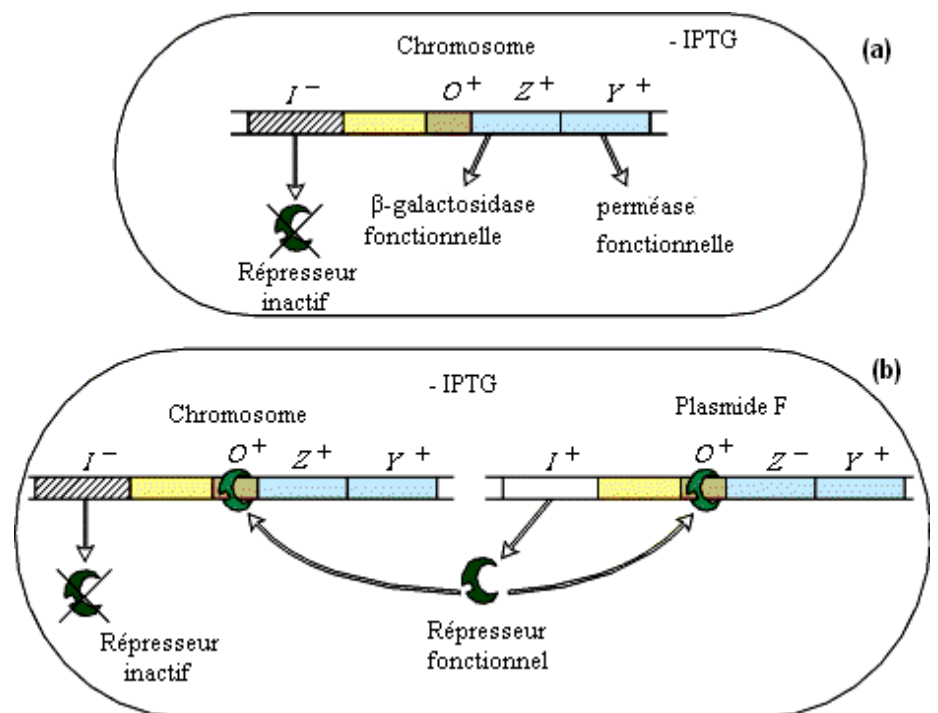 - IPTG
(a)
Chromosome
I⁻ O⁺ Z⁺ Y⁺
β-galactosidase
fonctionnelle
perméase
fonctionnelle
Répresseur
inactif
(b)
- IPTG
Chromosome
Plasmide F
I⁻ O⁺ Z⁺ Y⁺
I⁺ O⁺ Z⁻ Y⁺
Répresseur
inactif
Répresseur
fonctionnel